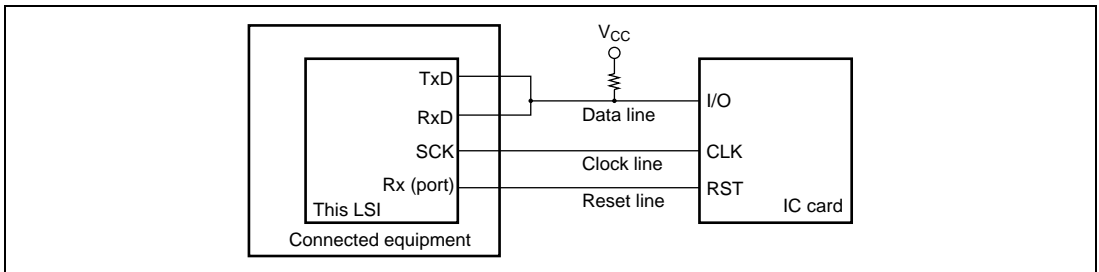 VCC
TxD
RxD
Data line
I/O
SCK
Clock line
CLK
Rx (port)
Reset line
RST
This LSI
IC card
Connected equipment